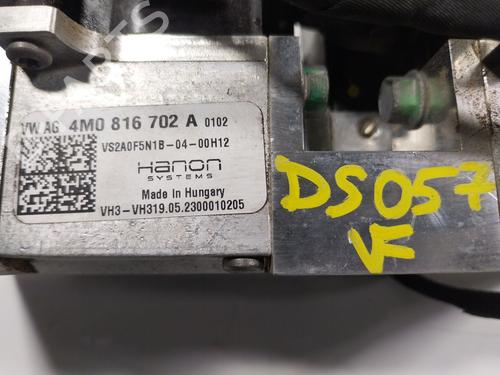 VW AG 4M0 816 702 A 0102
VS2A0F5N1B-04-00H12
Hanon
SYSTEMS
Made in Hungary
VH3-VH319.05.2300010205
DS057
VF
PARTS